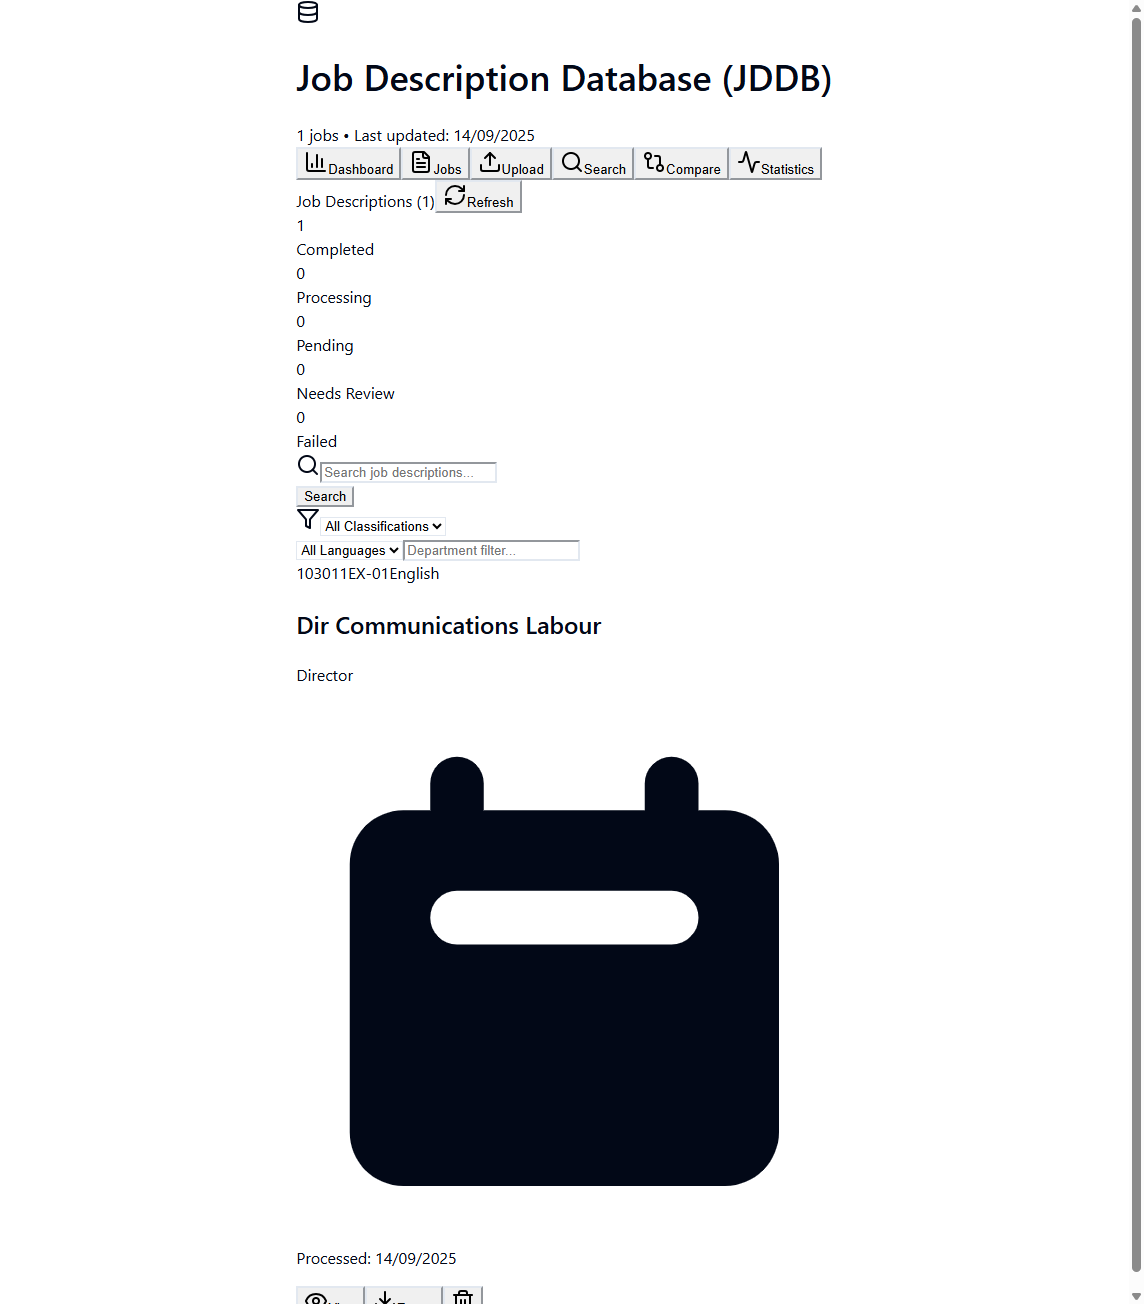 Job Description Database (JDDB)
1 jobs • Last updated: 14/09/2025
Dashboard Jobs Upload Search Compare Statistics
Job Descriptions (1) Refresh
1
Completed
0
Processing
0
Pending
0
Needs Review
0
Failed
Search job descriptions...
Search
All Classifications
All Languages Department filter...
103011EX-01English
Dir Communications Labour
Director
Processed: 14/09/2025